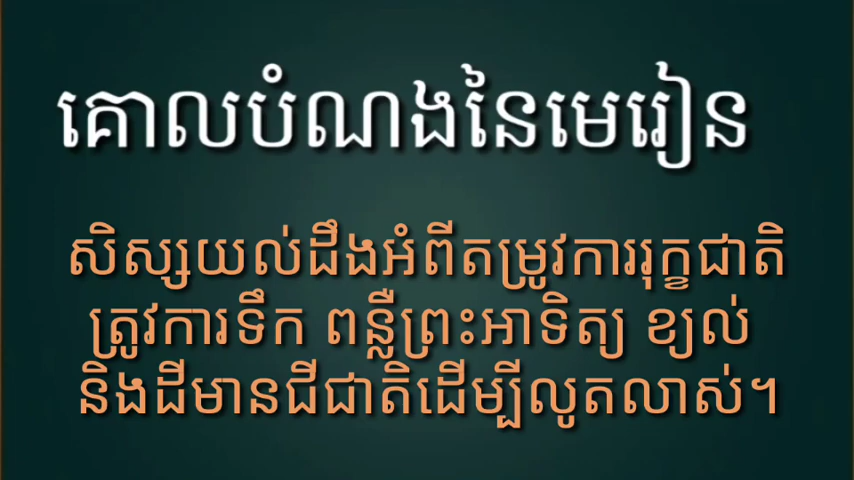 គោលបំណងនៃមេរៀន
សិស្សយល់ដឹងអំពីតម្រូវការរុក្ខជាតិ
ត្រូវការទឹក ពន្លឺព្រះអាទិត្យ ខ្យល់
និងដីមានជីជាតិដើម្បីលូតលាស់។